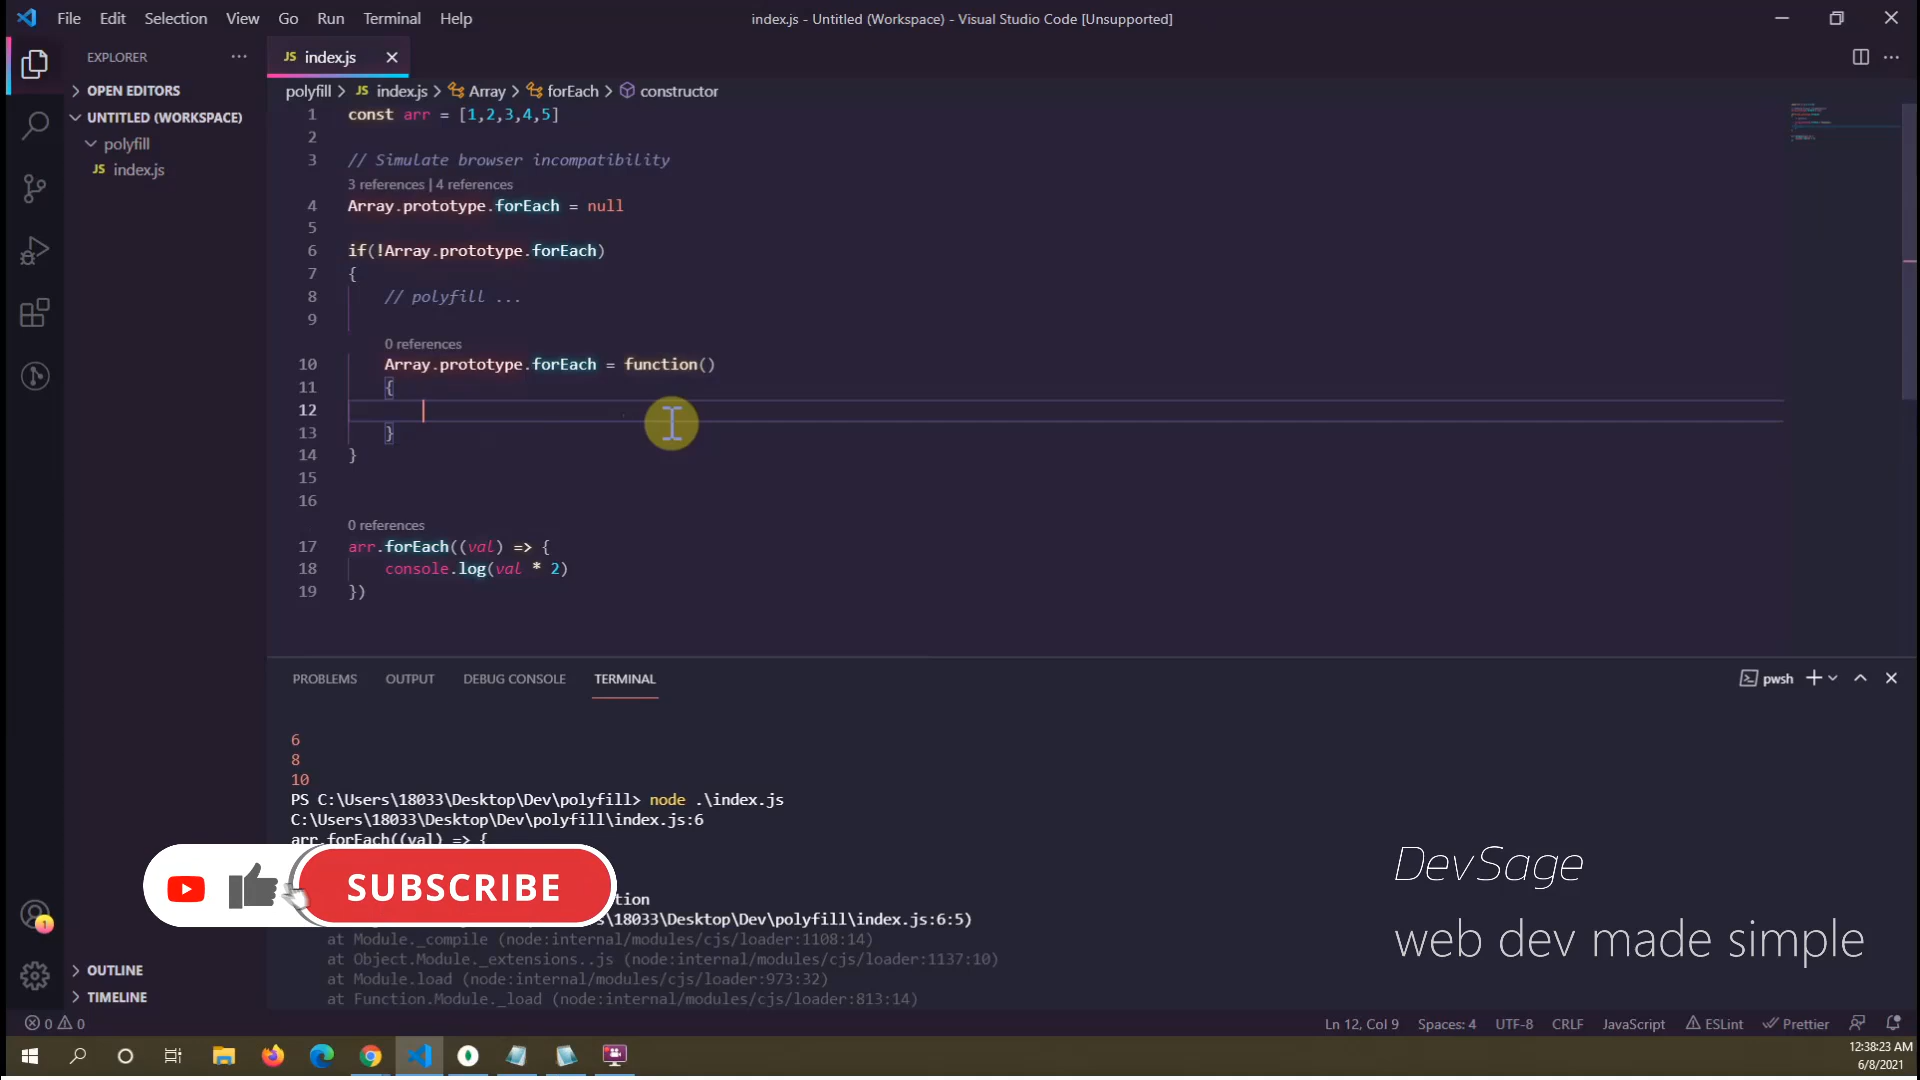 File Edit Selection View Go Run Terminal Help
index.js - Untitled (Workspace) - Visual Studio Code [Unsupported]
EXPLORER
JS index.js
OPEN EDITORS
UNTITLED (WORKSPACE)
polyfill
JS index.js
polyfill > JS index.js > Array > forEach > constructor
1 const arr = [1,2,3,4,5]
2
3 // Simulate browser incompatibility
3 references | 4 references
4 Array.prototype.forEach = null
5
6 if(!Array.prototype.forEach)
7 {
8 // polyfill ...
9
0 references
10 Array.prototype.forEach = function()
11 {
12
13 }
14 }
15
16
0 references
17 arr.forEach((val) => {
18 console.log(val * 2)
19 })
PROBLEMS OUTPUT DEBUG CONSOLE TERMINAL
pwsh
6
8
10
PS C:\Users\18033\Desktop\Dev\polyfill> node .\index.js
C:\Users\18033\Desktop\Dev\polyfill\index.js:6
arr.forEach((val) => {
SUBSCRIBE
tion
\18033\Desktop\Dev\polyfill\index.js:6:5)
at Module._compile (node:internal/modules/cjs/loader:1108:14)
at Object.Module._extensions..js (node:internal/modules/cjs/loader:1137:10)
at Module.load (node:internal/modules/cjs/loader:973:32)
at Function.Module._load (node:internal/modules/cjs/loader:813:14)
DevSage
web dev made simple
1
OUTLINE
TIMELINE
0 0
Ln 12, Col 9 Spaces: 4 UTF-8 CRLF JavaScript ESLint Prettier
12:38:23 AM
6/8/2021